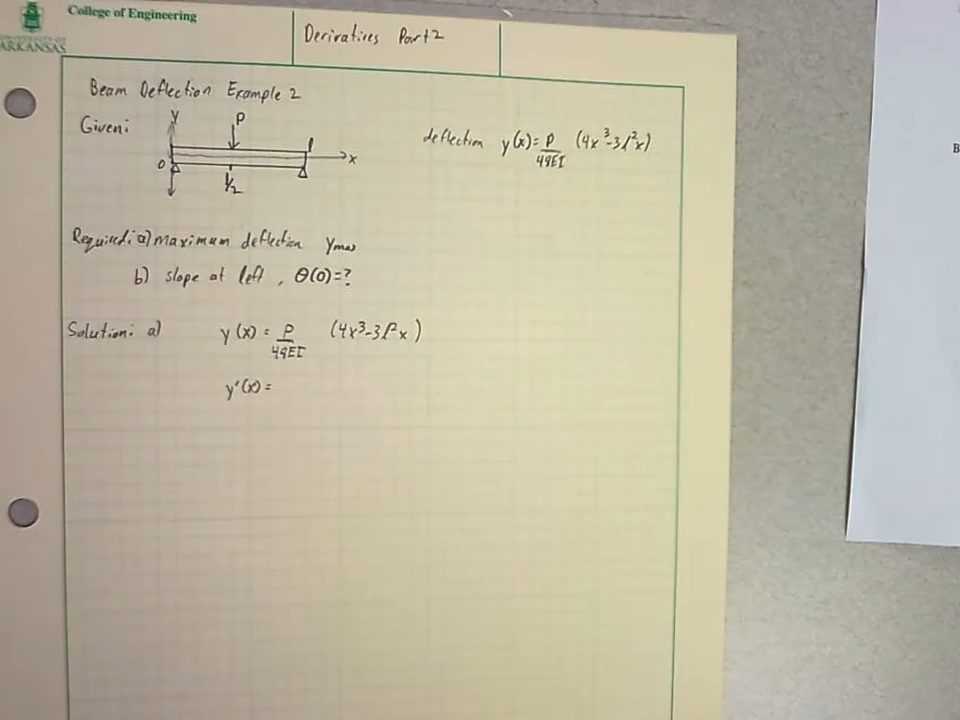 College of Engineering
ARKANSAS
Derivatives Part 2
Beam Deflection Example 2
Given:
y
P
deflection y(x)= P/48EI (4x³-3l²x)
0
l
x
l/2
Required: a) maximum deflection ymax
b) slope at left, θ(0)=?
Solution: a) y(x) = P/48EI (4x³-3l²x)
y'(x) =
B